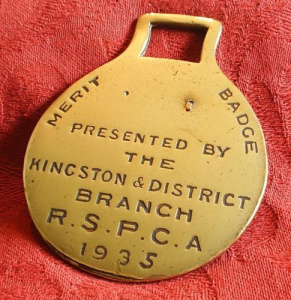 MERIT BADGE
PRESENTED BY
THE
KINGSTON & DISTRICT
BRANCH
R.S.P.C.A
1935